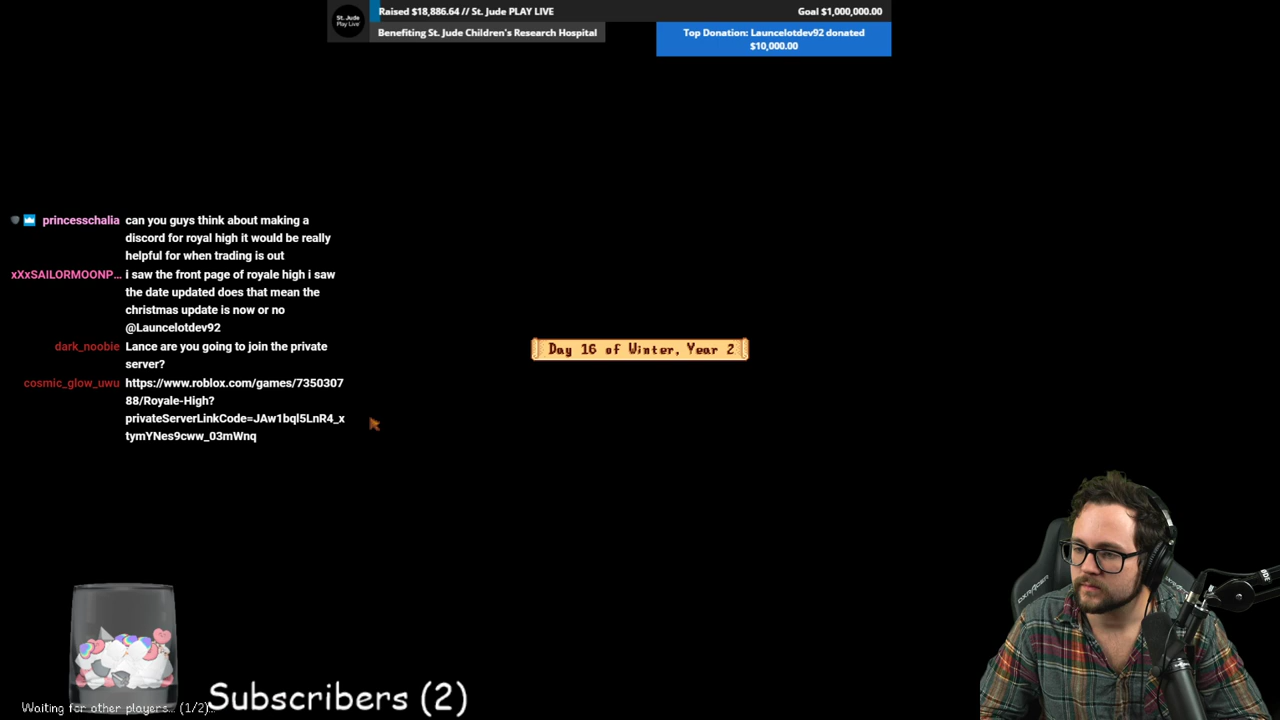 St. Jude
Play Live
Raised $18,886.64 // St. Jude PLAY LIVE
Goal $1,000,000.00
Benefiting St. Jude Children's Research Hospital
Top Donation: Launcelotdev92 donated
$10,000.00
princesschalia can you guys think about making a
discord for royal high it would be really
helpful for when trading is out
xXxSAILORMOONP... i saw the front page of royale high i saw
the date updated does that mean the
christmas update is now or no
@Launcelotdev92
dark_noobie Lance are you going to join the private
server?
cosmic_glow_uwu https://www.roblox.com/games/7350307
88/Royale-High?
privateServerLinkCode=JAw1bql5LnR4_x
tymYNes9cww_03mWnq
Day 16 of Winter, Year 2
Waiting for other players... (1/2)
Subscribers (2)